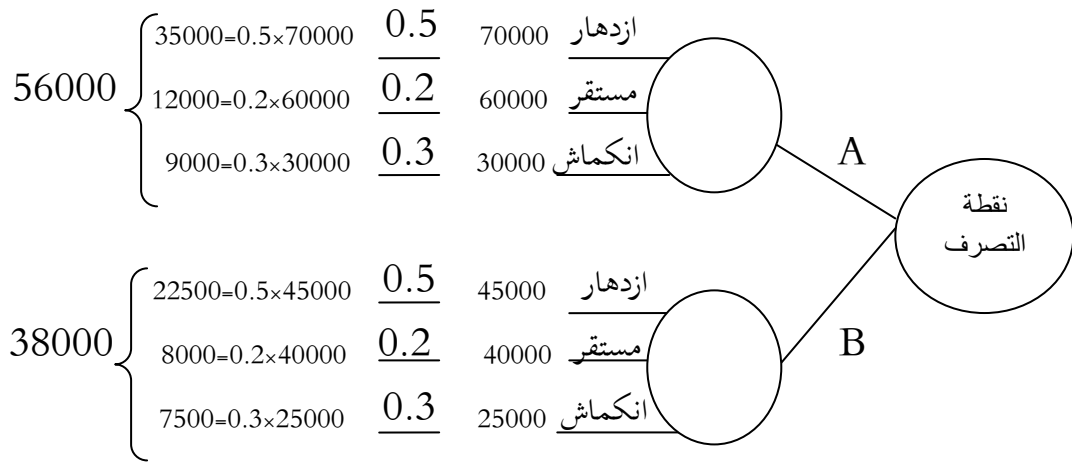 ازدهار 70000 0.5 35000=0.5×70000
مستقر 60000 0.2 12000=0.2×60000
انكماش 30000 0.3 9000=0.3×30000
56000
A
نقطة
التصرف
B
ازدهار 45000 0.5 22500=0.5×45000
مستقر 40000 0.2 8000=0.2×40000
انكماش 25000 0.3 7500=0.3×25000
38000